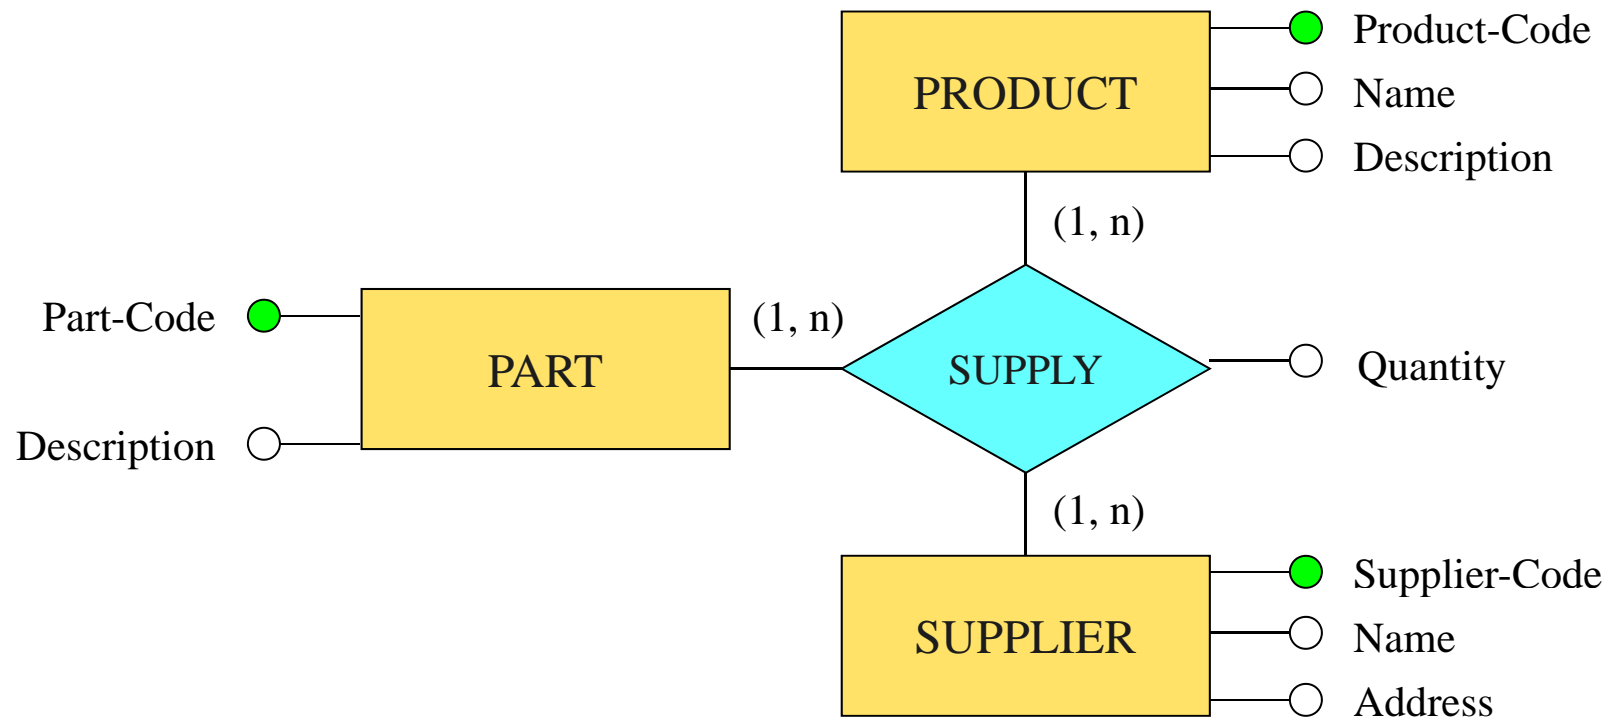 Product-Code
PRODUCT
Name
Description
(1, n)
Part-Code
(1, n)
PART
SUPPLY
Quantity
Description
(1, n)
Supplier-Code
SUPPLIER
Name
Address